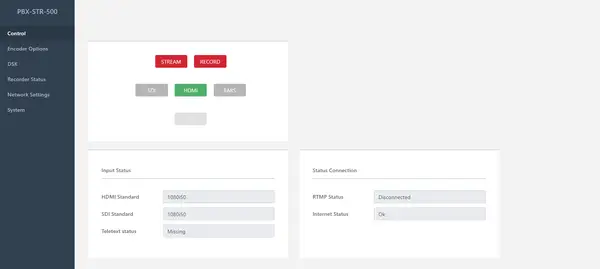 PBX-STR-500
Control
Encoder Options
DSK
Recorder Status
Network Settings
System
STREAM RECORD
SDI HDMI BARS
Input Status
HDMI Standard 1080i50
SDI Standard 1080i50
Teletext status Missing
Status Connection
RTMP Status Disconnected
Internet Status Ok